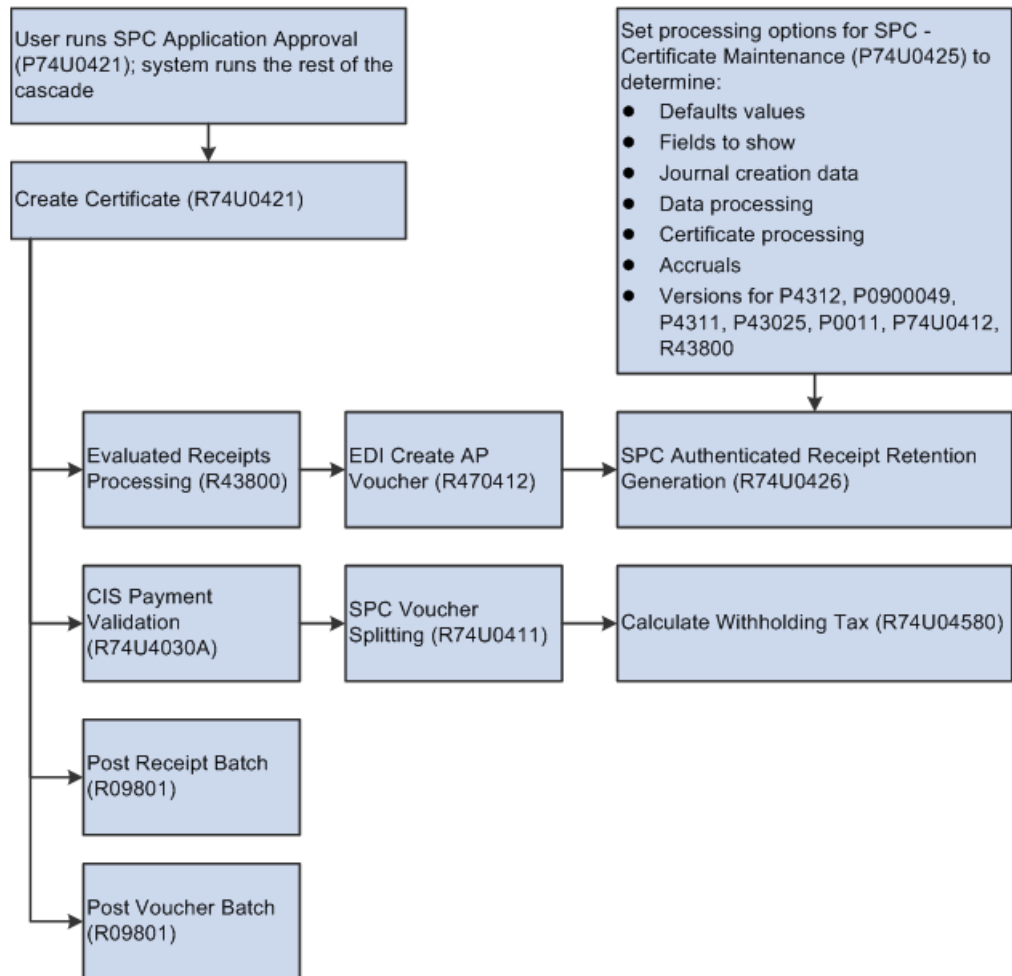 User runs SPC Application Approval
(P74U0421); system runs the rest of the
cascade
Create Certificate (R74U0421)
Set processing options for SPC -
Certificate Maintenance (P74U0425) to
determine:
● Defaults values
● Fields to show
● Journal creation data
● Data processing
● Certificate processing
● Accruals
● Versions for P4312, P0900049,
P4311, P43025, P0011, P74U0412,
R43800
Evaluated Receipts
Processing (R43800)
EDI Create AP
Voucher (R470412)
SPC Authenticated Receipt Retention
Generation (R74U0426)
CIS Payment
Validation
(R74U4030A)
SPC Voucher
Splitting (R74U0411)
Calculate Withholding Tax (R74U04580)
Post Receipt Batch
(R09801)
Post Voucher Batch
(R09801)